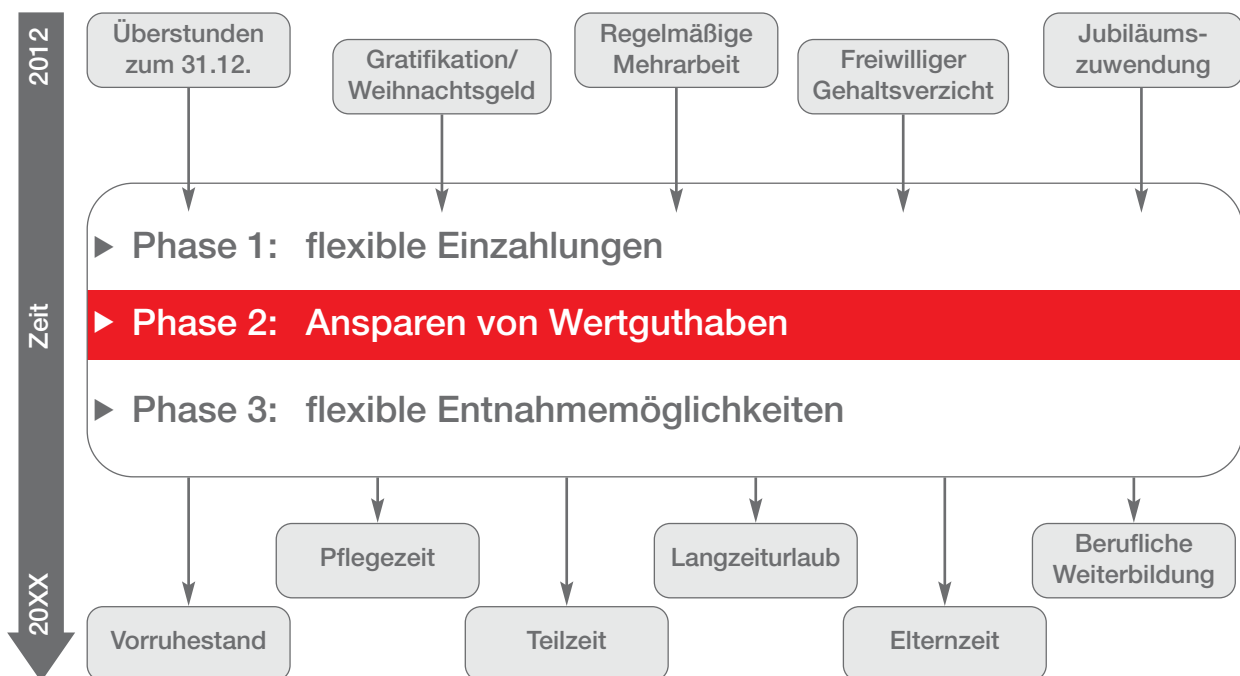 2012
Überstunden
zum 31.12.
Gratifikation/
Weihnachtsgeld
Regelmäßige
Mehrarbeit
Freiwilliger
Gehaltsverzicht
Jubiläums-
zuwendung
Zeit
Phase 1: flexible Einzahlungen
Phase 2: Ansparen von Wertguthaben
Phase 3: flexible Entnahmemöglichkeiten
20XX
Vorruhestand
Pflegezeit
Teilzeit
Langzeiturlaub
Elternzeit
Berufliche
Weiterbildung